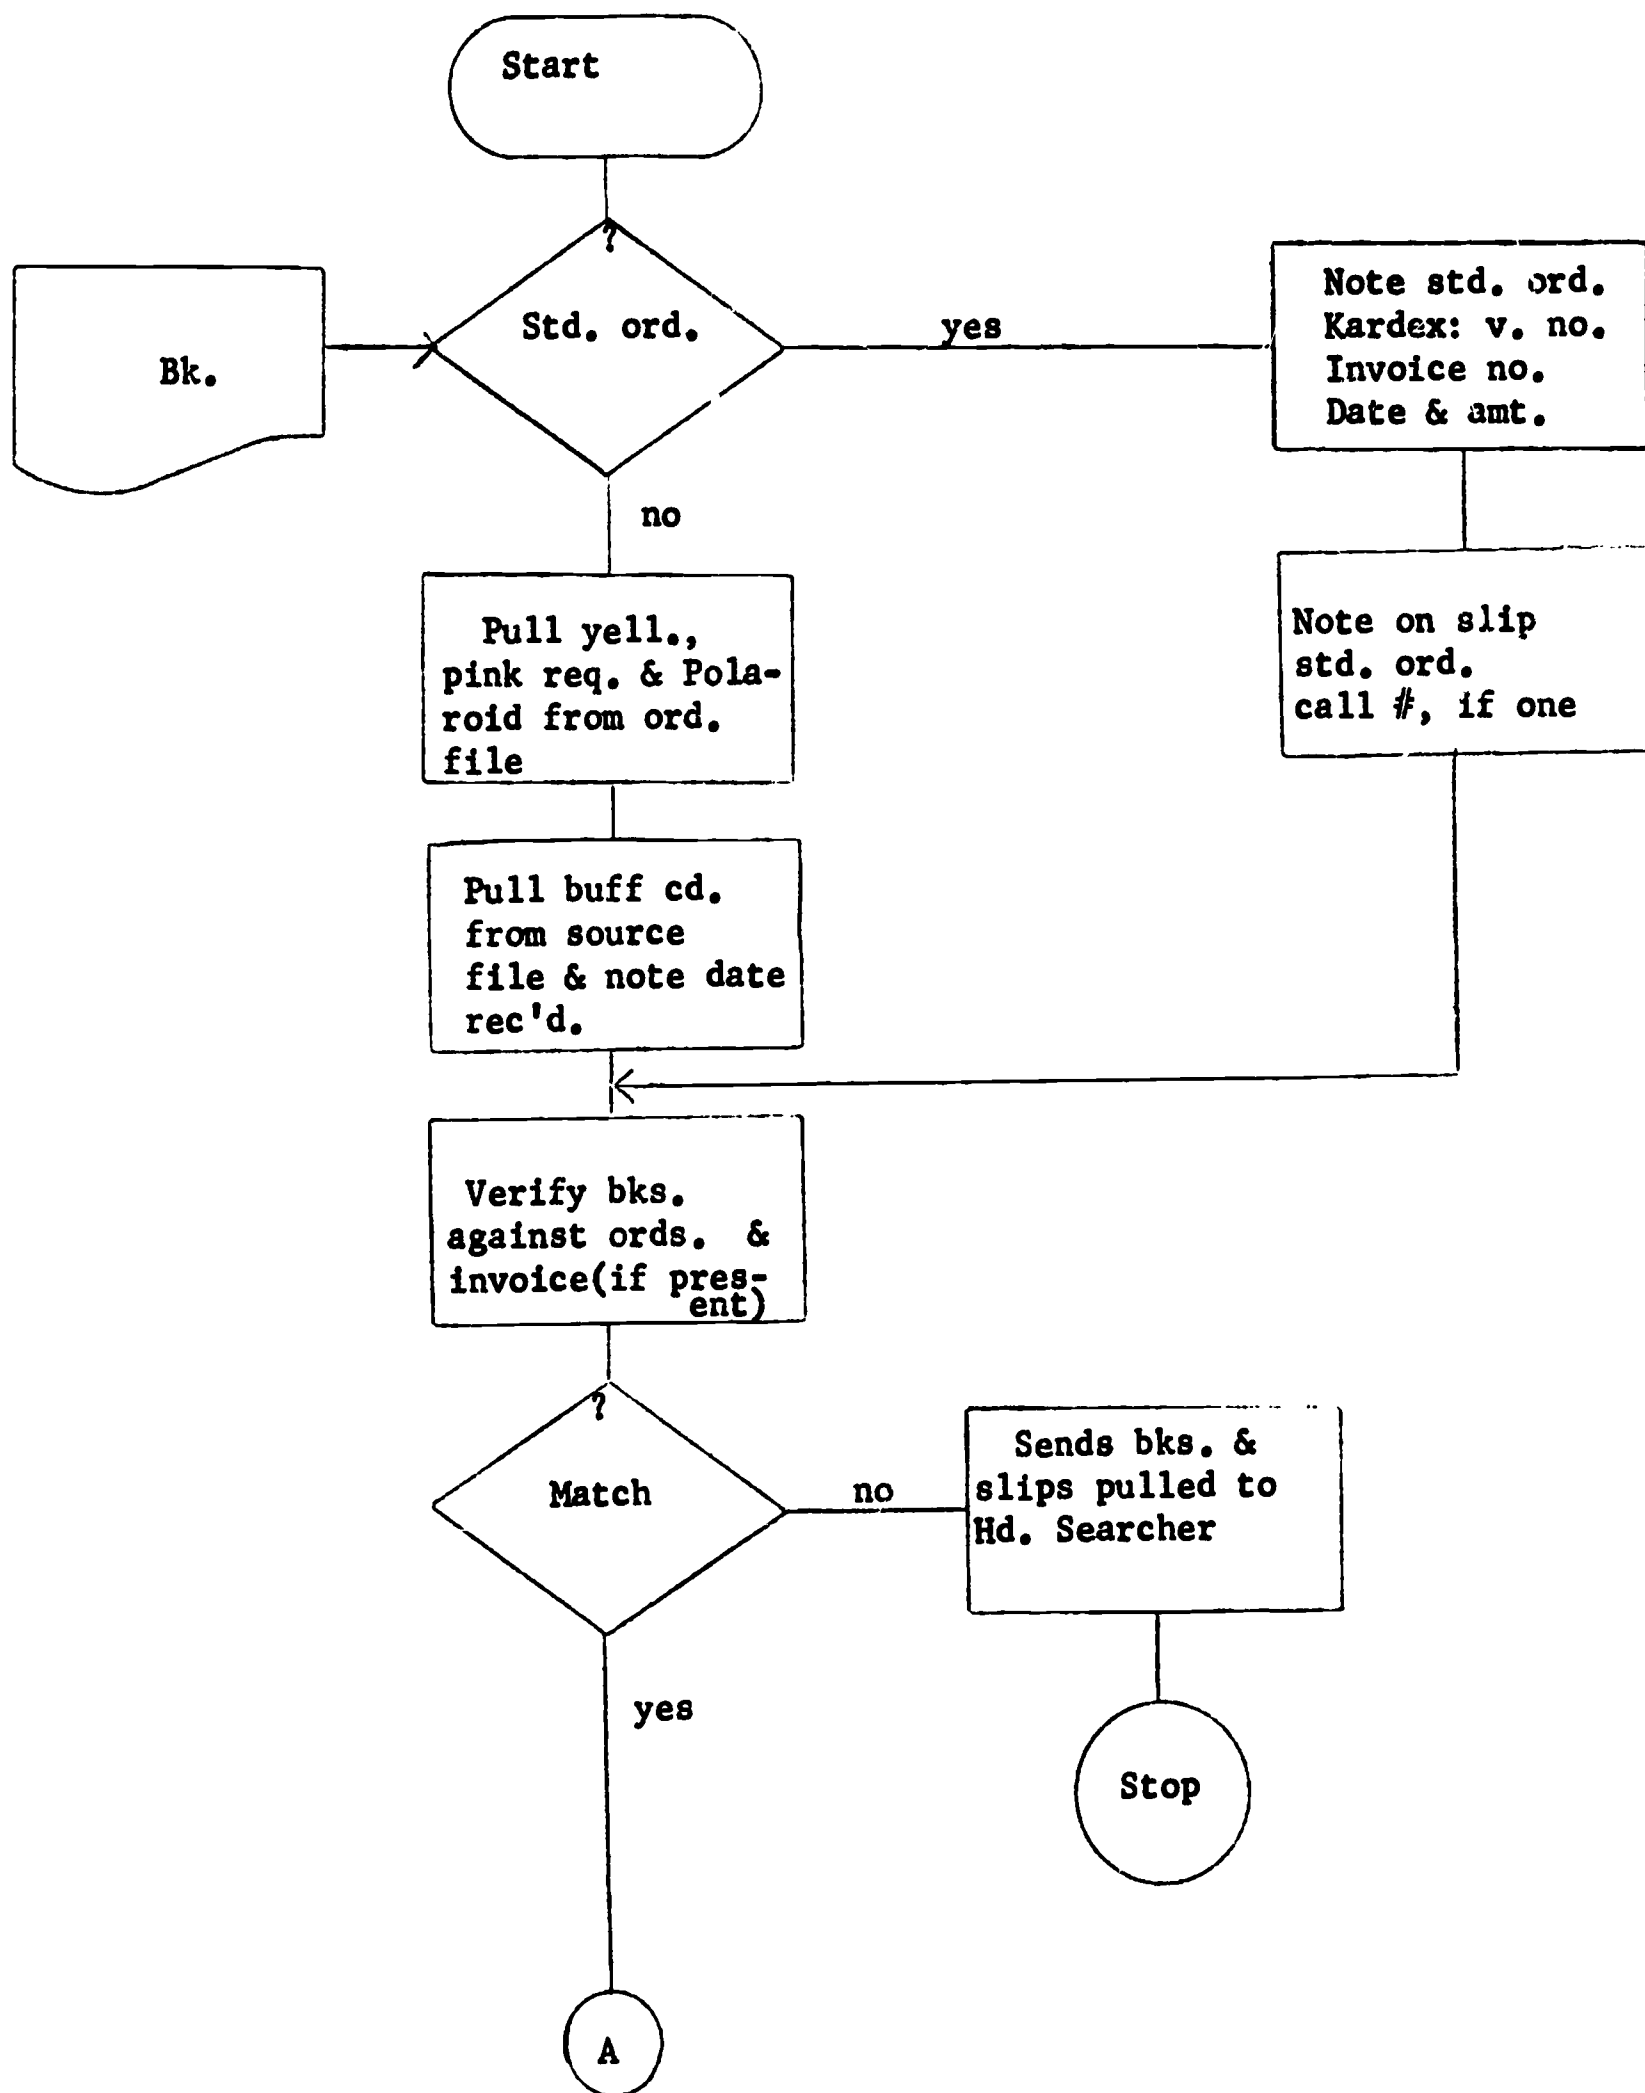 Start
?
Std. ord.
Bk.
yes
Note std. ord.
Kardex: v. no.
Invoice no.
Date & amt.
no
Note on slip
std. ord.
call #, if one
Pull yell.,
pink req. & Pola-
roid from ord.
file
Pull buff cd.
from source
file & note date
rec'd.
Verify bks.
against ords. &
invoice(if pres-
ent)
?
Match
no
Sends bks. &
slips pulled to
Hd. Searcher
yes
Stop
A